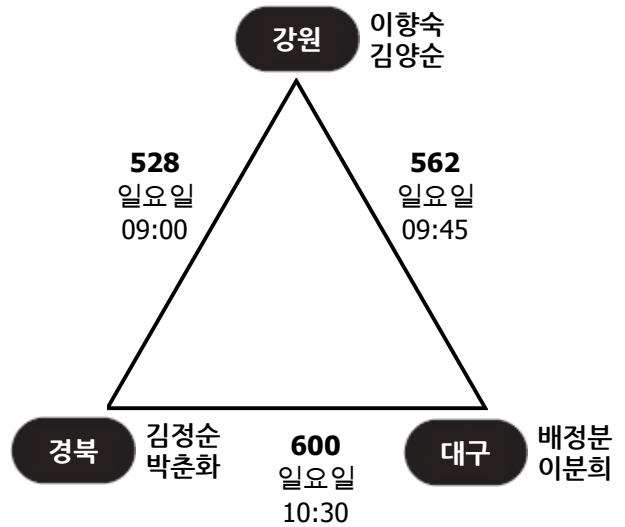 강원
이향숙
김양순
528
일요일
09:00
562
일요일
09:45
경북
김정순
박춘화
600
일요일
10:30
대구
배정분
이분희